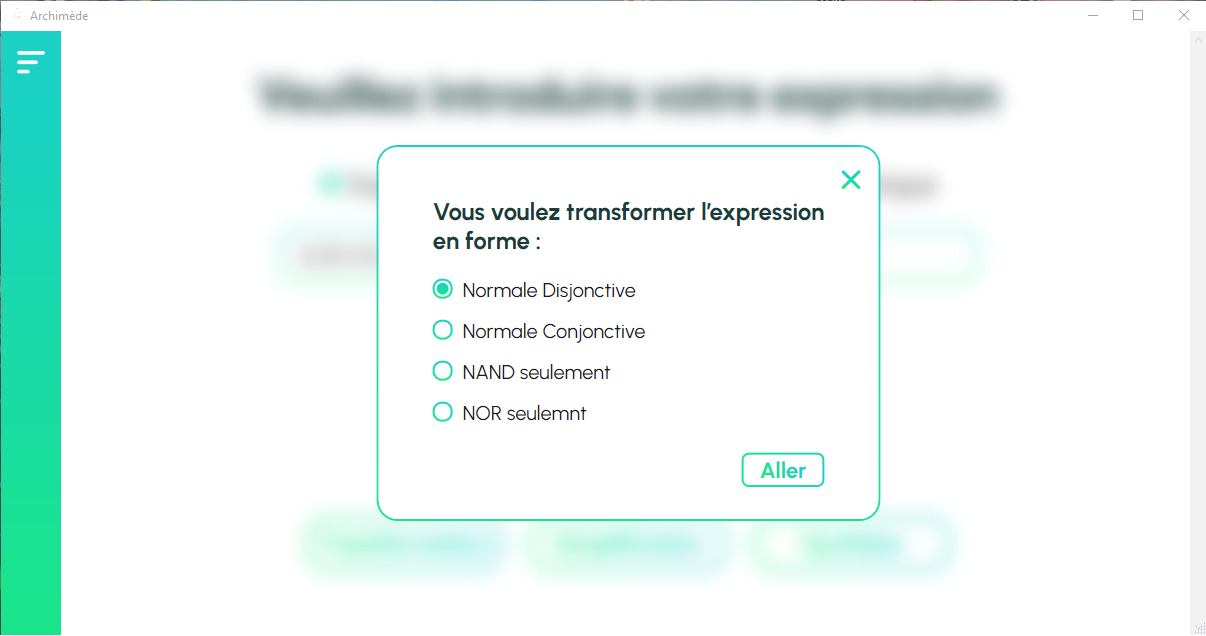 Archimède
Veuillez introduire votre expression
Vous voulez transformer l'expression
en forme :
Normale Disjonctive
Normale Conjonctive
NAND seulement
NOR seulemnt
Aller